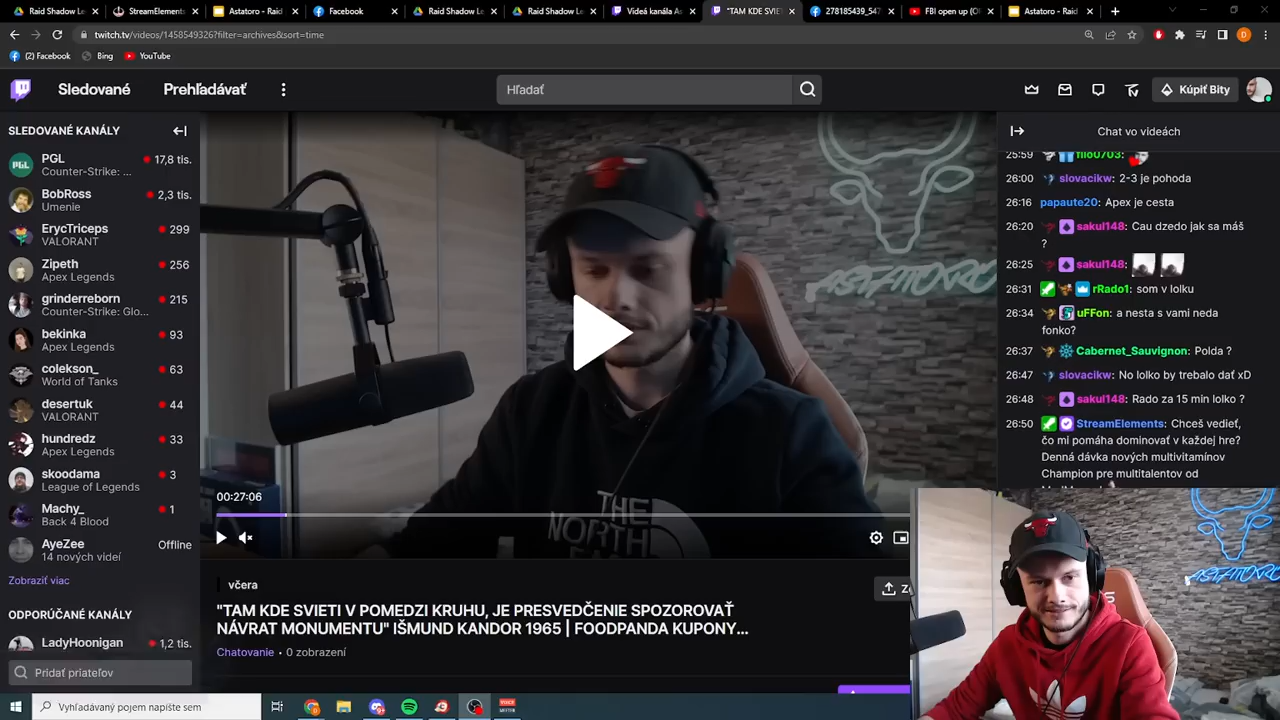 Raid Shadow Le
StreamElements
Astatoro - Raid
Facebook
Raid Shadow Le
Raid Shadow Le
Videá kanála As
"TAM KDE SVIET
278185439_547
FBI open up (O
Astatoro - Raid
twitch.tv/videos/1458549326?filter=archives&sort=time
D
(2) Facebook
Bing
YouTube
Sledované
Prehľadávať
Hľadať
Kúpiť Bity
SLEDOVANÉ KANÁLY
PGL
17,8 tis.
Counter-Strike: ...
BobRoss
2,3 tis.
Umenie
ErycTriceps
299
VALORANT
Zipeth
256
Apex Legends
grinderreborn
215
Counter-Strike: Glo...
bekinka
93
Apex Legends
colekson_
63
World of Tanks
desertuk
44
VALORANT
hundredz
33
Apex Legends
skoodama
3
League of Legends
Machy_
1
Back 4 Blood
AyeZee
Offline
14 nových videí
Zobraziť viac
ODPORÚČANÉ KANÁLY
LadyHoonigan
1,2 tis.
Pridať priateľov
ASTATORO
THE
NORTH
00:27:06
včera
"TAM KDE SVIETI V POMEDZI KRUHU, JE PRESVEDČENIE SPOZOROVAŤ
NÁVRAT MONUMENTU" IŠMUND KANDOR 1965 | FOODPANDA KUPONY...
Chatovanie • 0 zobrazení
Chat vo videách
25:59 filo0703:
26:00 slovacikw: 2-3 je pohoda
26:16 papaute20: Apex je cesta
26:20 sakul148: Cau dzedo jak sa máš
?
26:25 sakul148:
26:31 rRado1: som v lolku
26:34 uFFon: a nesta s vami neda
fonko?
26:37 Cabernet_Sauvignon: Polda ?
26:47 slovacikw: No lolko by trebalo dať xD
26:48 sakul148: Rado za 15 min lolko ?
26:50 StreamElements: Chceš vedieť,
čo mi pomáha dominovať v každej hre?
Denná dávka nových multivitamínov
Champion pre multitalentov od
Vyhľadávaný pojem napíšte sem
VOICE
MEETER